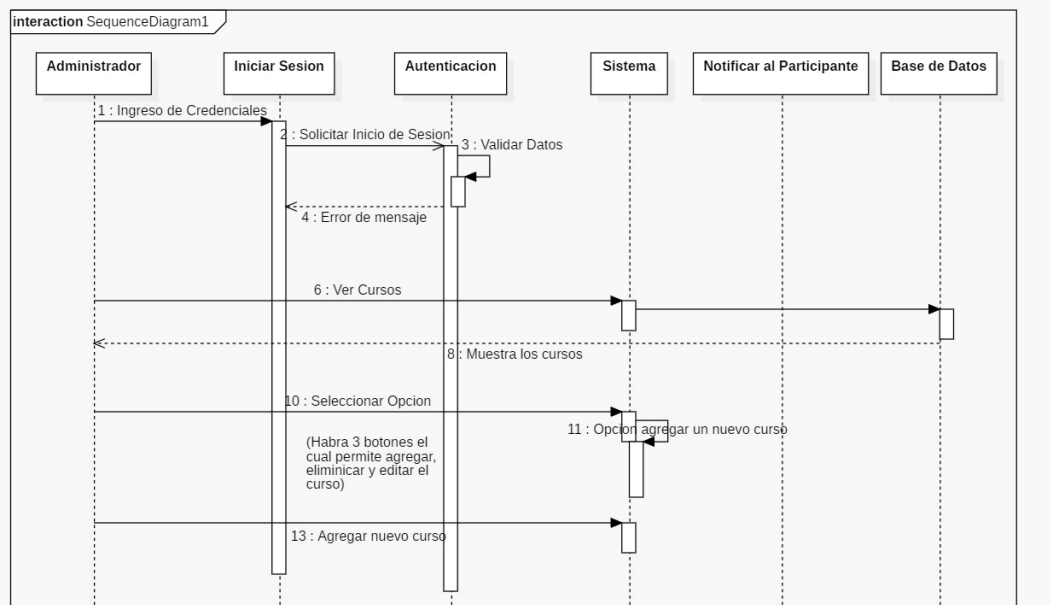 interaction SequenceDiagram1
Administrador
Iniciar Sesion
Autenticacion
Sistema
Notificar al Participante
Base de Datos
1 : Ingreso de Credenciales
2 : Solicitar Inicio de Sesion
3 : Validar Datos
4 : Error de mensaje
6 : Ver Cursos
8 : Muestra los cursos
10 : Seleccionar Opcion
11 : Opcion agregar un nuevo curso
(Habra 3 botones el
cual permite agregar,
eliminicar y editar el
curso)
13 : Agregar nuevo curso